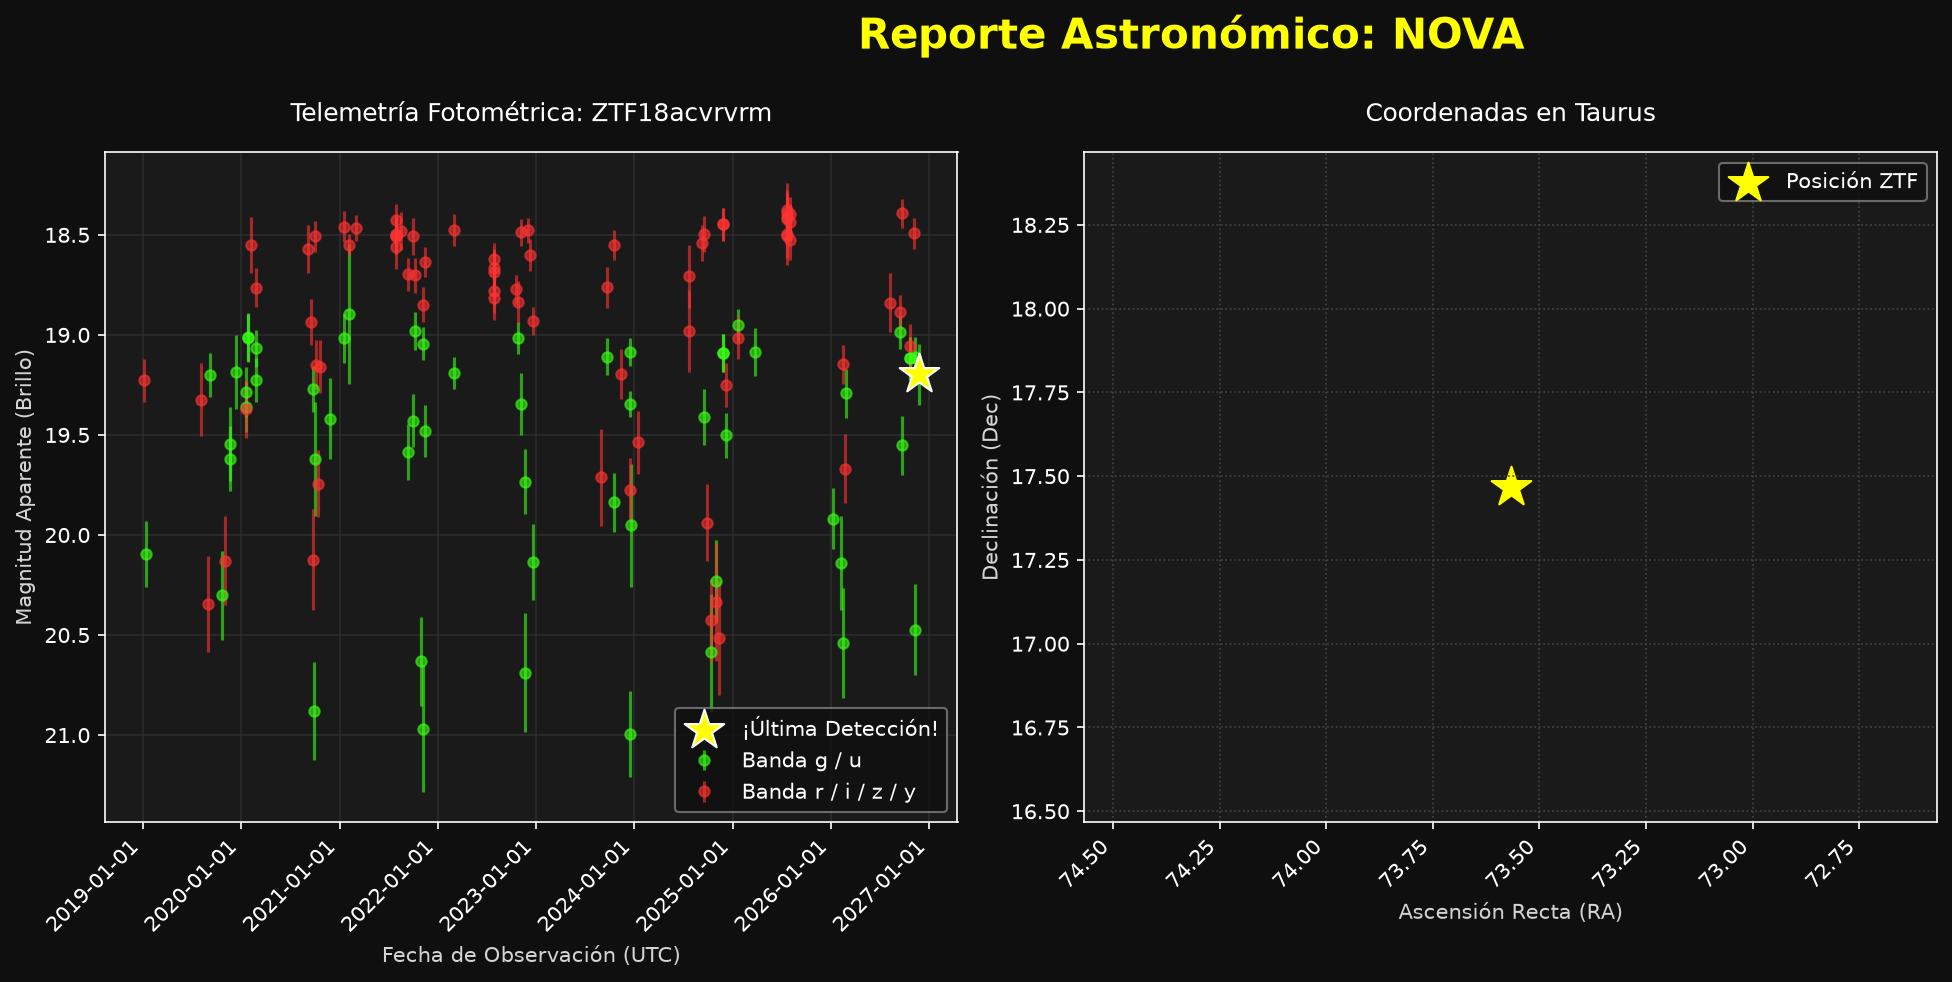 Reporte Astronómico: NOVA
Telemetría Fotométrica: ZTF18acvrvrm
Magnitud Aparente (Brillo)
18.5
19.0
19.5
20.0
20.5
21.0
¡Última Detección!
Banda g / u
Banda r / i / z / y
2019-01-01
2020-01-01
2021-01-01
2022-01-01
2023-01-01
2024-01-01
2025-01-01
2026-01-01
2027-01-01
Fecha de Observación (UTC)
Coordenadas en Taurus
Posición ZTF
Declinación (Dec)
18.25
18.00
17.75
17.50
17.25
17.00
16.75
16.50
74.50
74.25
74.00
73.75
73.50
73.25
73.00
72.75
Ascensión Recta (RA)